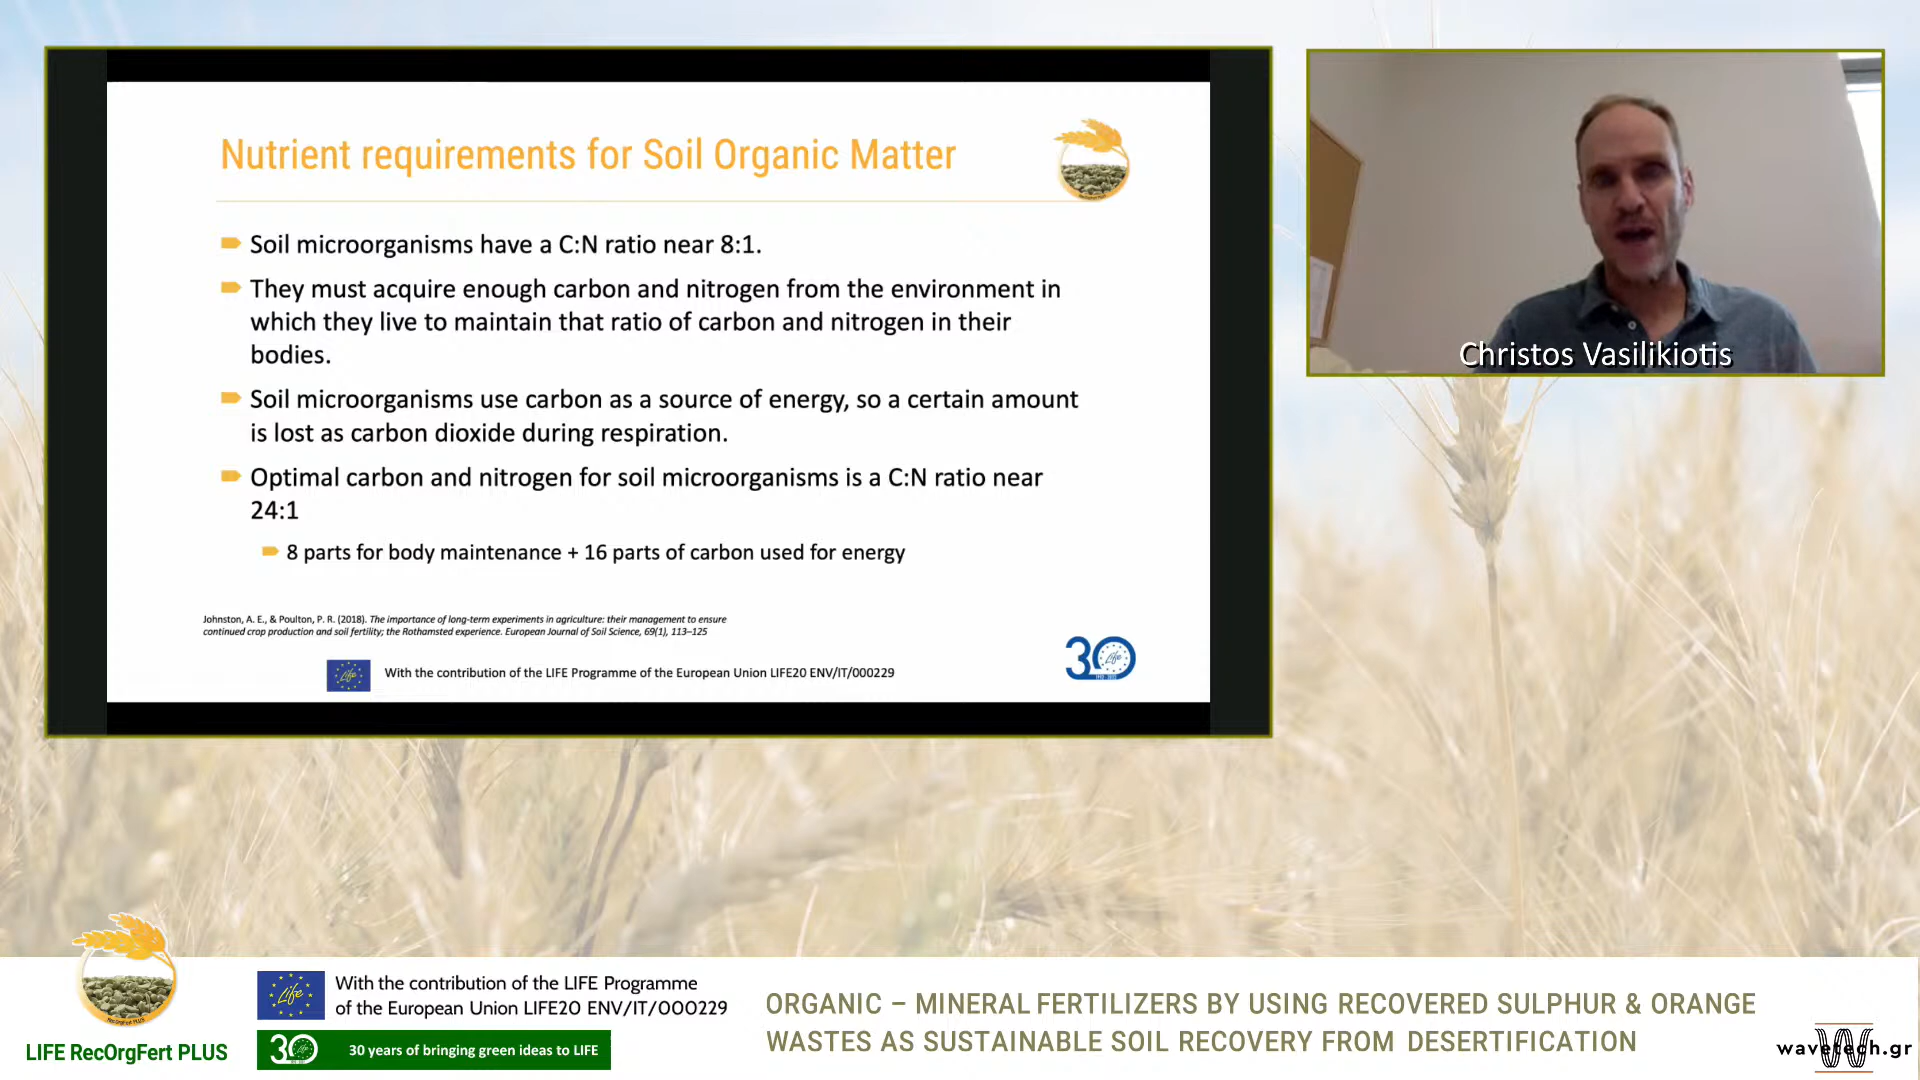 Nutrient requirements for Soil Organic Matter
Soil microorganisms have a C:N ratio near 8:1.
They must acquire enough carbon and nitrogen from the environment in
which they live to maintain that ratio of carbon and nitrogen in their
bodies.
Soil microorganisms use carbon as a source of energy, so a certain amount
is lost as carbon dioxide during respiration.
Optimal carbon and nitrogen for soil microorganisms is a C:N ratio near
24:1
8 parts for body maintenance + 16 parts of carbon used for energy
Johnston, A. E., & Poulton, P. R. (2018). The importance of long-term experiments in agriculture: their management to ensure
continued crop production and soil fertility; the Rothamsted experience. European Journal of Soil Science, 69(1), 113–125
Life
With the contribution of the LIFE Programme of the European Union LIFE20 ENV/IT/000229
30
Life
Christos Vasilikiotis
LIFE RecOrgFert PLUS
Life
With the contribution of the LIFE Programme
of the European Union LIFE20 ENV/IT/000229
30
30 years of bringing green ideas to LIFE
ORGANIC – MINERAL FERTILIZERS BY USING RECOVERED SULPHUR & ORANGE
WASTES AS SUSTAINABLE SOIL RECOVERY FROM DESERTIFICATION
wavetech.gr